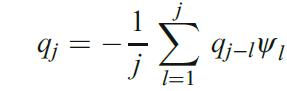 $q_j = -\frac{1}{j} \sum_{l=1}^{j} q_{j-l} \psi_l$